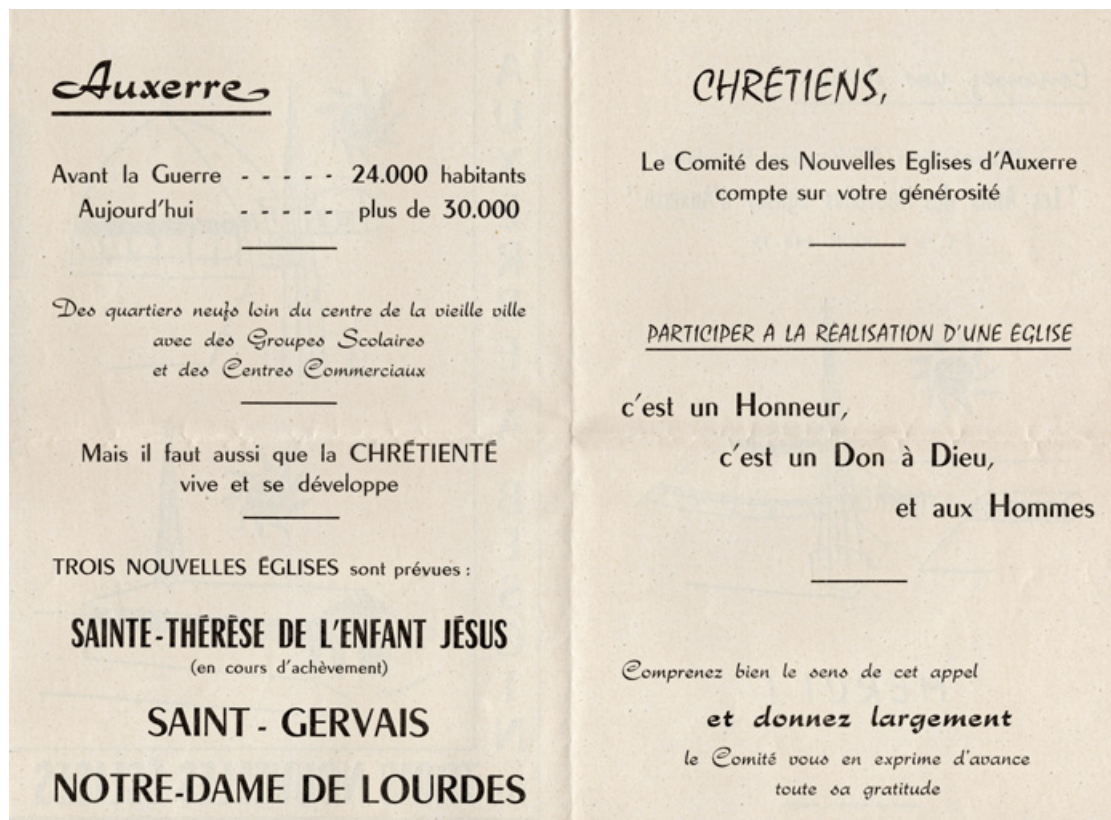 Auxerre
Avant la Guerre - - - - - 24.000 habitants
Aujourd'hui - - - - - plus de 30.000
Des quartiers neufs loin du centre de la vieille ville
avec des Groupes Scolaires
et des Centres Commerciaux
Mais il faut aussi que la CHRÉTIENTÉ
vive et se développe
TROIS NOUVELLES ÉGLISES sont prévues :
SAINTE-THÉRÈSE DE L'ENFANT JÉSUS
(en cours d'achèvement)
SAINT - GERVAIS
NOTRE-DAME DE LOURDES
CHRÉTIENS,
Le Comité des Nouvelles Eglises d'Auxerre
compte sur votre générosité
PARTICIPER A LA RÉALISATION D'UNE EGLISE
c'est un Honneur,
c'est un Don à Dieu,
et aux Hommes
Comprenez bien le sens de cet appel
et donnez largement
le Comité vous en exprime d'avance
toute sa gratitude